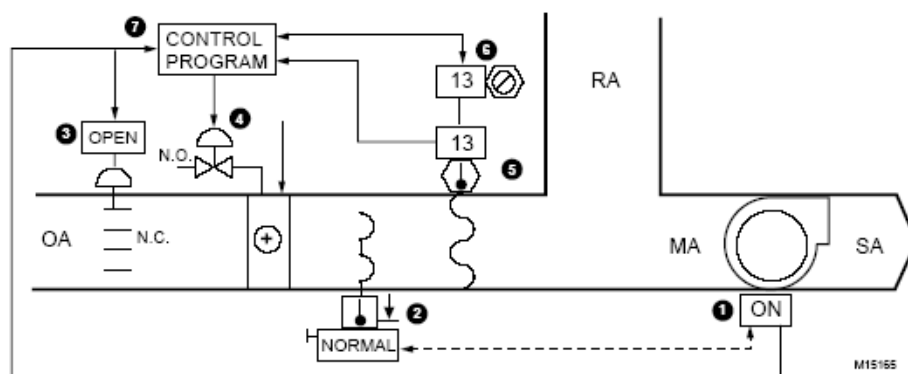 7
CONTROL
PROGRAM
6
13
RA
3
OPEN
4
N.O.
13
5
OA
N.C.
+
MA
SA
2
NORMAL
1
ON
M15165